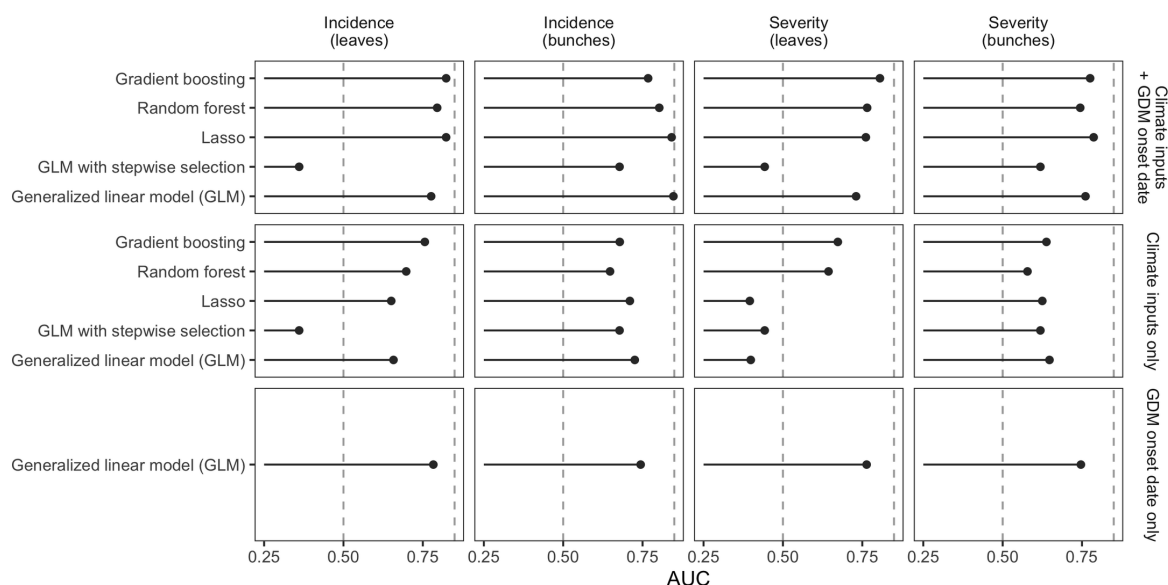 Incidence
(leaves)
Incidence
(bunches)
Severity
(leaves)
Severity
(bunches)
Gradient boosting
Random forest
Lasso
GLM with stepwise selection
Generalized linear model (GLM)
Climate inputs
+ GDM onset date
Gradient boosting
Random forest
Lasso
GLM with stepwise selection
Generalized linear model (GLM)
Climate inputs only
Generalized linear model (GLM)
GDM onset date only
0.25 0.50 0.75 0.25 0.50 0.75 0.25 0.50 0.75 0.25 0.50 0.75
AUC